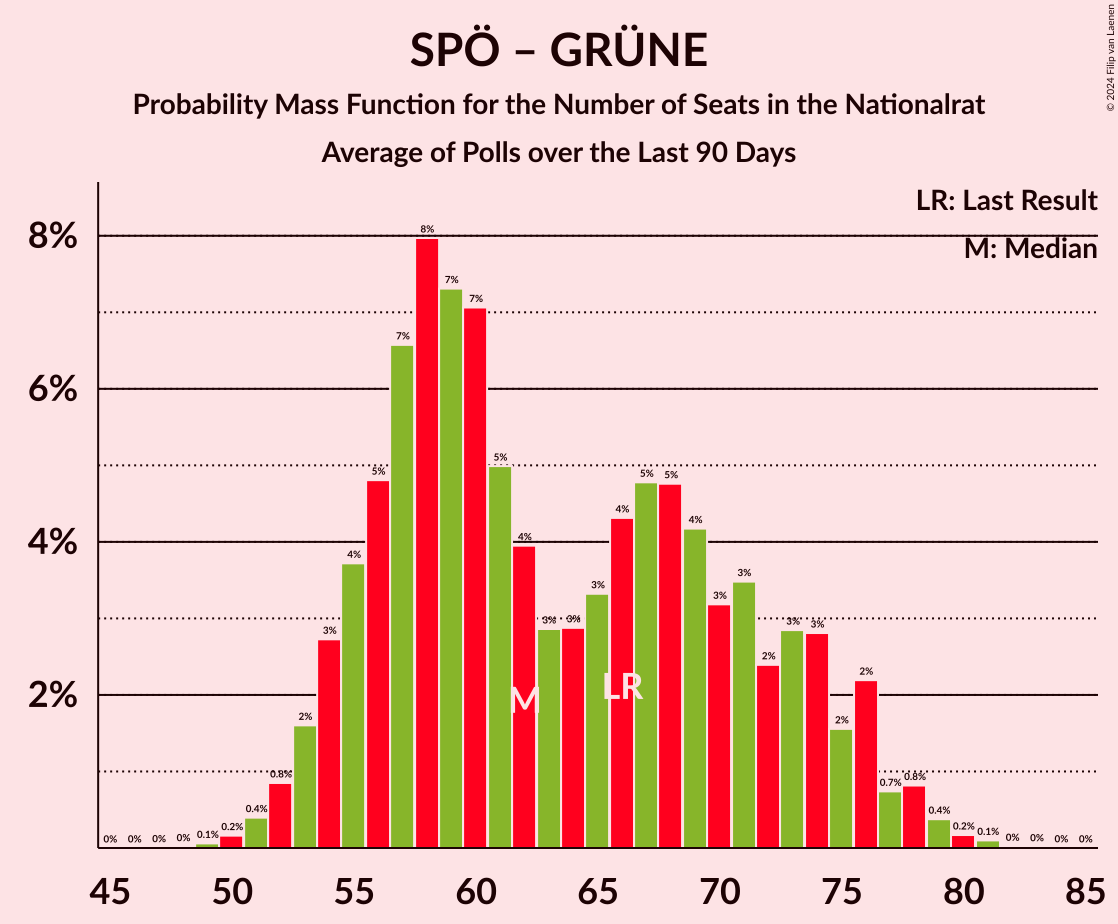 SPÖ – GRÜNE
Probability Mass Function for the Number of Seats in the Nationalrat
Average of Polls over the Last 90 Days
© 2024 Filip van Laenen
LR: Last Result
M: Median
8%
6%
4%
2%
0% 0% 0% 0% 0.1% 0.2% 0.4% 0.8% 2% 3% 4% 5% 7% 8% 7% 7% 5% 4% 3% 3% 3% 4% 5% 5% 4% 3% 3% 2% 3% 3% 2% 2% 0.7% 0.8% 0.4% 0.2% 0.1% 0% 0% 0% 0%
M LR
45 50 55 60 65 70 75 80 85